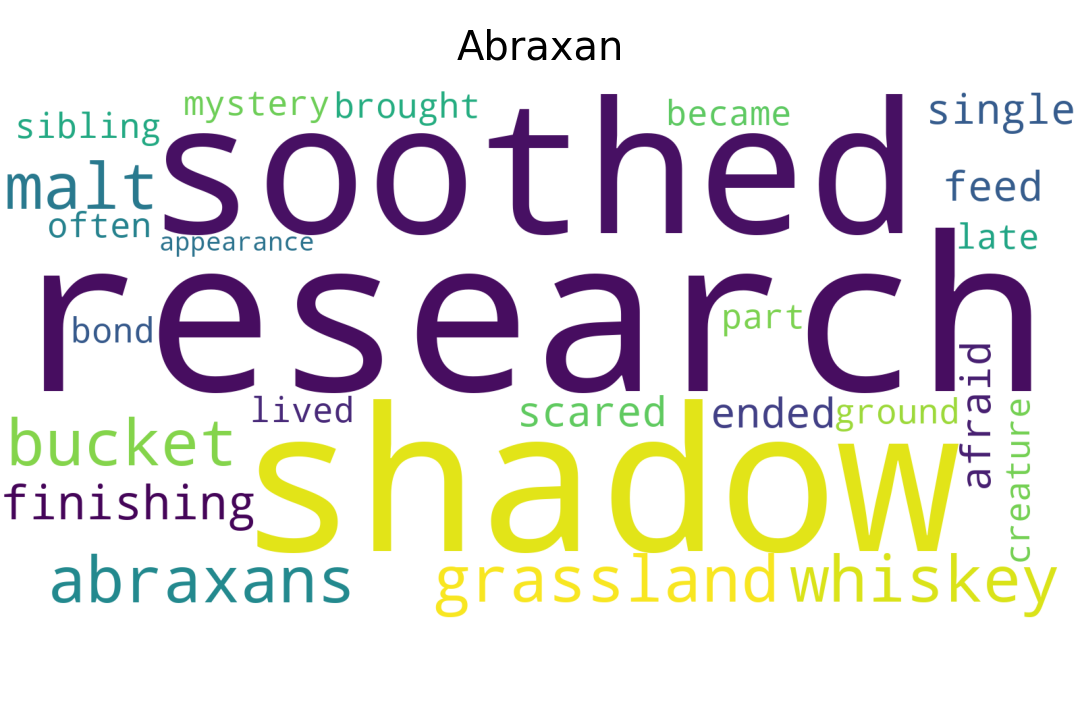 Abraxan
mystery brought became single
sibling soothed
malt feed
often late
appearance
research
bond part
afraid
lived scared ended ground
creature
bucket shadow
finishing
abraxans grassland whiskey